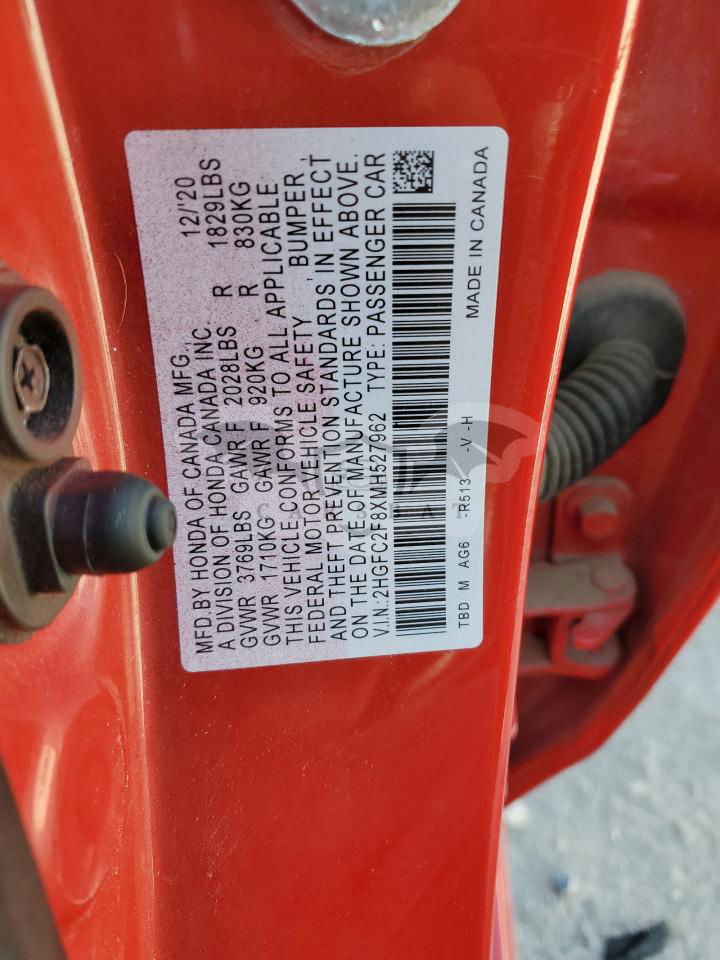 MFD. BY HONDA OF CANADA MFG., 12/'20
A DIVISION OF HONDA CANADA INC.
GVWR 3769LBS GAWR F 2028LBS R 1829LBS
GVWR 1710KG GAWR F 920KG R 830KG
THIS VEHICLE CONFORMS TO ALL APPLICABLE
FEDERAL MOTOR VEHICLE SAFETY, BUMPER,
AND THEFT PREVENTION STANDARDS IN EFFECT
ON THE DATE OF MANUFACTURE SHOWN ABOVE.
V.I.N.: 2HGFC2F8XMH527962 TYPE: PASSENGER CAR
TBD M AG6 -R513- -V -H
MADE IN CANADA